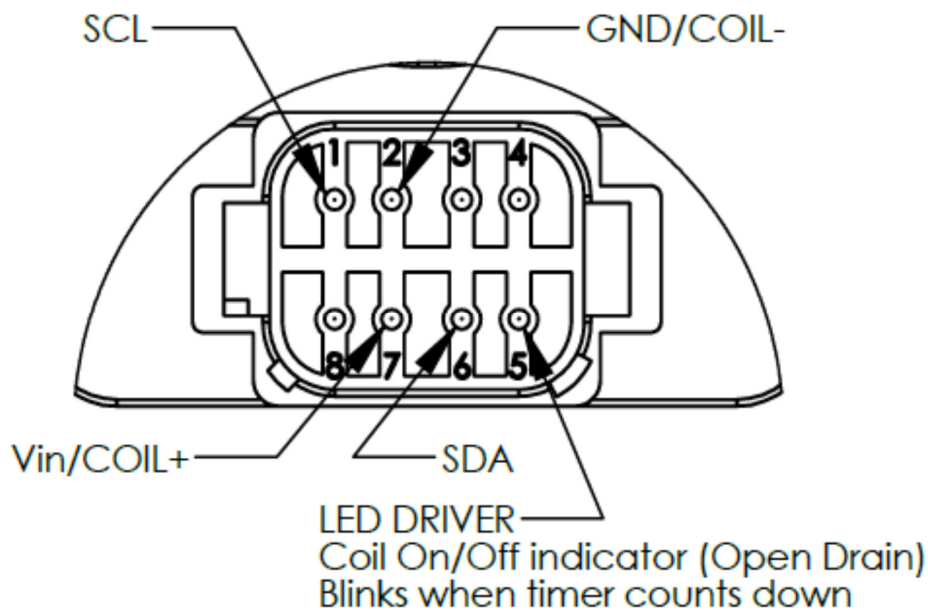 SCL
GND/COIL-
1 2 3 4
8 7 6 5
Vin/COIL+
SDA
LED DRIVER
Coil On/Off indicator (Open Drain)
Blinks when timer counts down